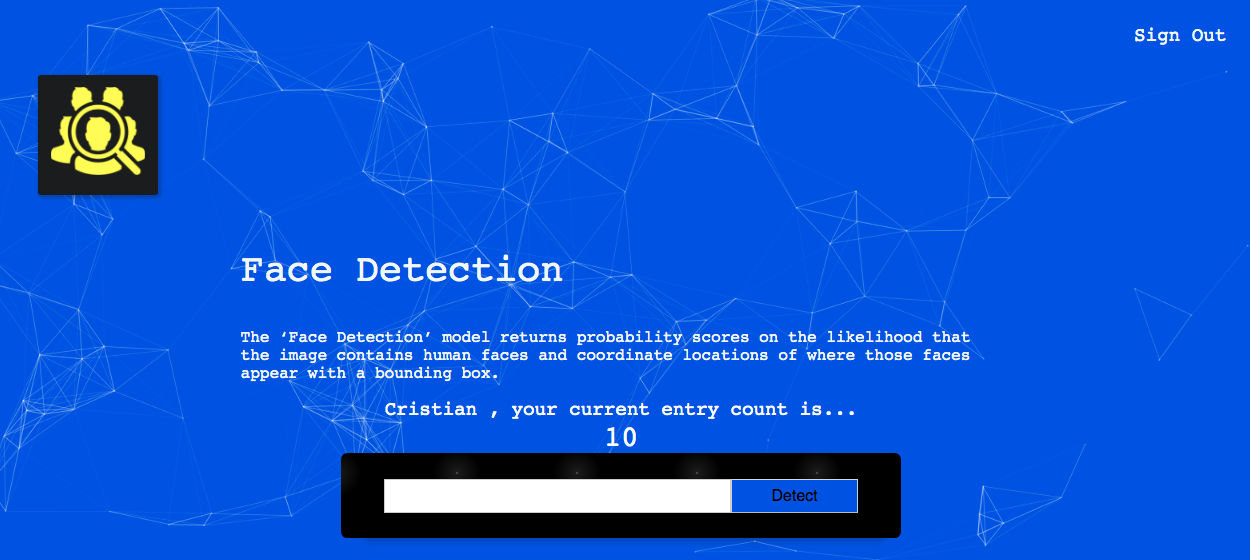 Sign Out
Face Detection
The ‘Face Detection’ model returns probability scores on the likelihood that
the image contains human faces and coordinate locations of where those faces
appear with a bounding box.
Cristian , your current entry count is...
10
Detect